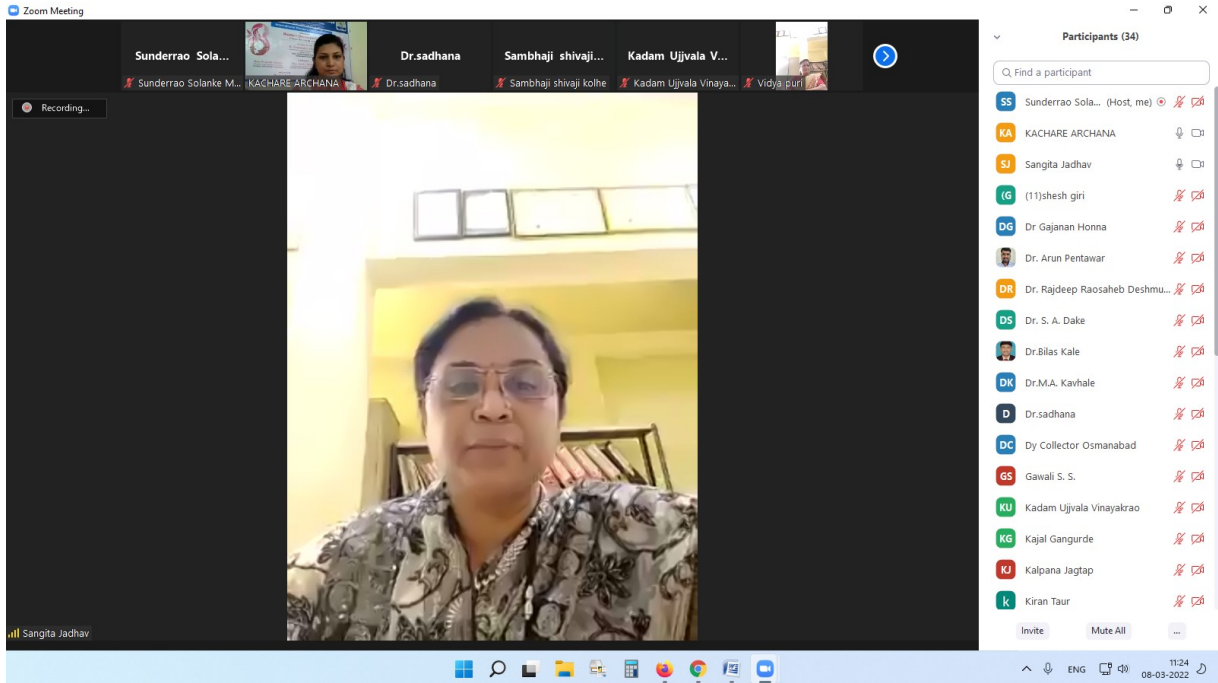 Zoom Meeting
Sunderrao Sola...
Dr.sadhana
Sambhaji shivaji...
Kadam Ujjvala V...
Sunderrao Solanke M...
KACHARE ARCHANA
Dr.sadhana
Sambhaji shivaji kolhe
Kadam Ujjvala Vinaya...
Vidya puri
Recording...
Sangita Jadhav
Participants (34)
Find a participant
SS Sunderrao Sola... (Host, me)
KA KACHARE ARCHANA
SJ Sangita Jadhav
(G (11)shesh giri
DG Dr Gajanan Honna
Dr. Arun Pentawar
DR Dr. Rajdeep Raosaheb Deshmu...
DS Dr. S. A. Dake
Dr.Bilas Kale
DK Dr.M.A. Kavhale
D Dr.sadhana
DC Dy Collector Osmanabad
GS Gawali S. S.
KU Kadam Ujjvala Vinayakrao
KG Kajal Gangurde
KJ Kalpana Jagtap
k Kiran Taur
Invite Mute All ...
ENG
11:24
08-03-2022